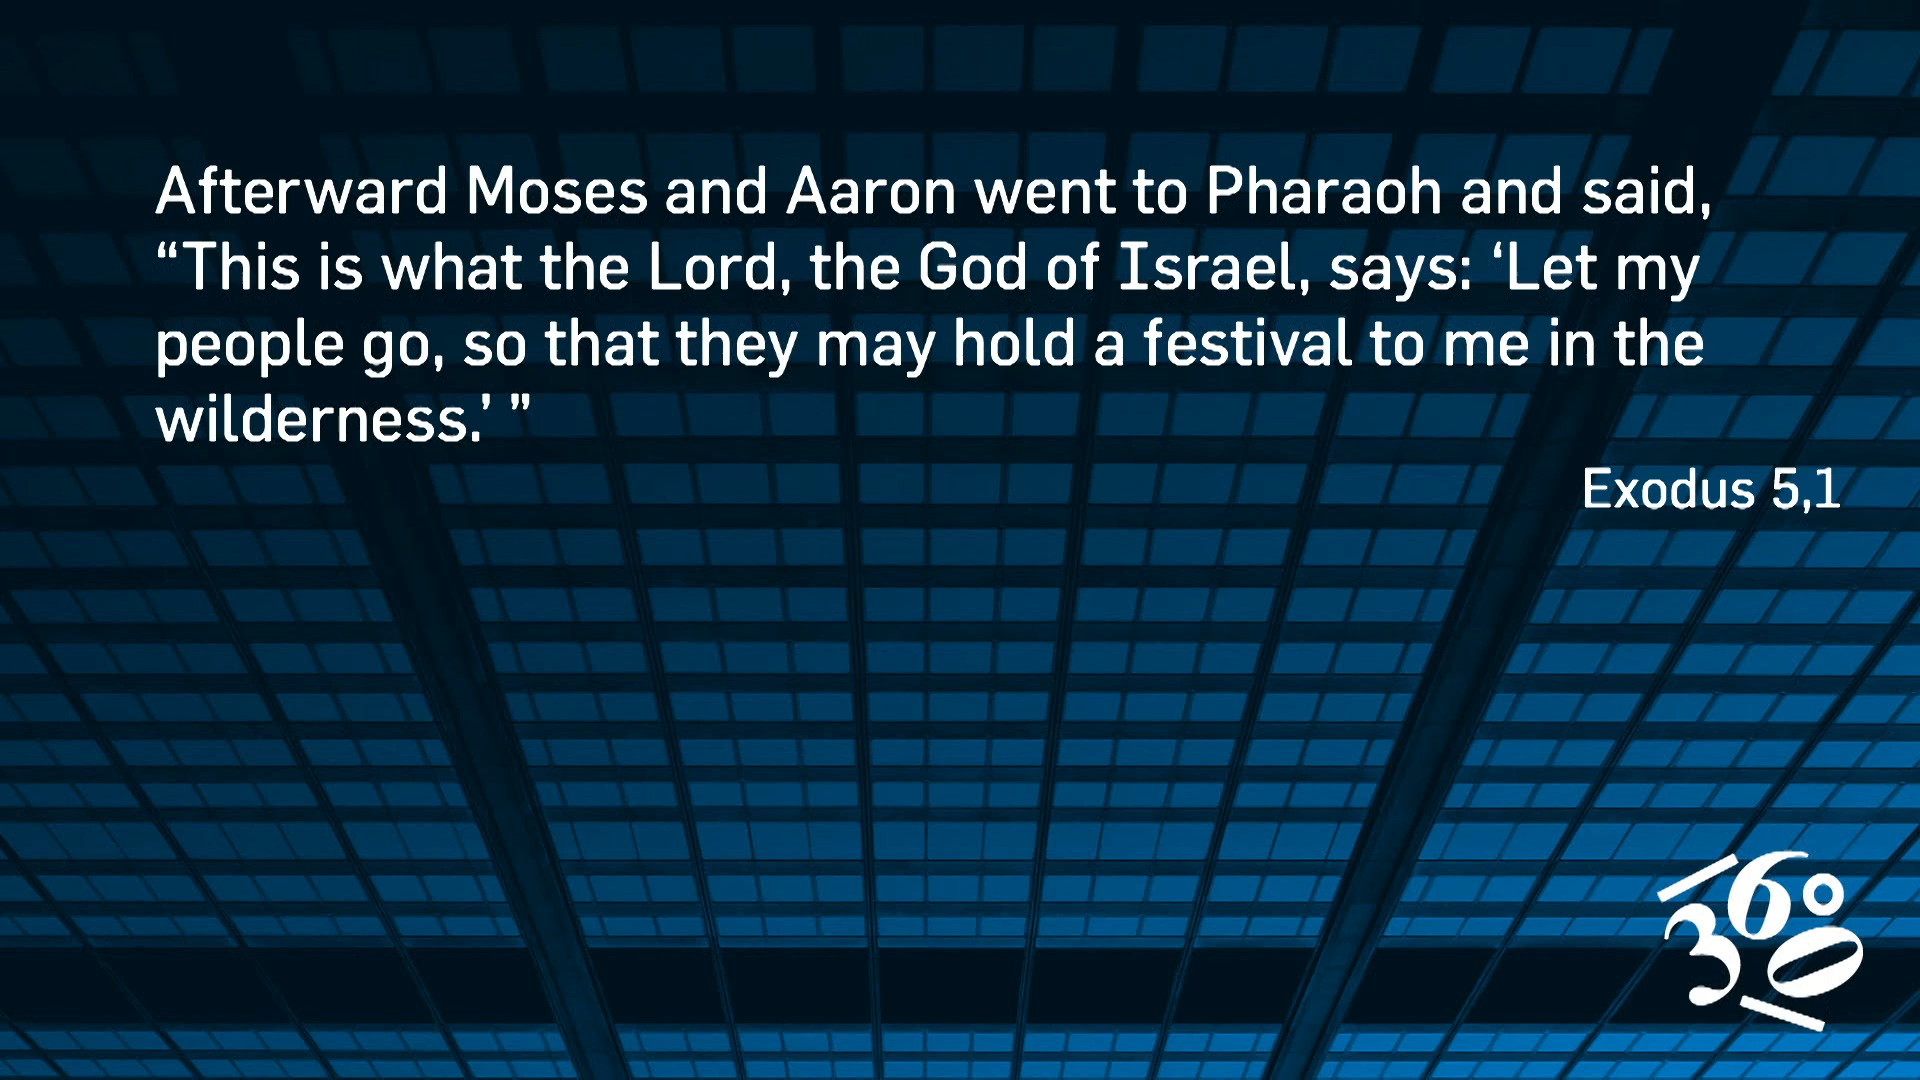 Afterward Moses and Aaron went to Pharaoh and said,
“This is what the Lord, the God of Israel, says: ‘Let my
people go, so that they may hold a festival to me in the
wilderness.’ ”
Exodus 5,1
360°